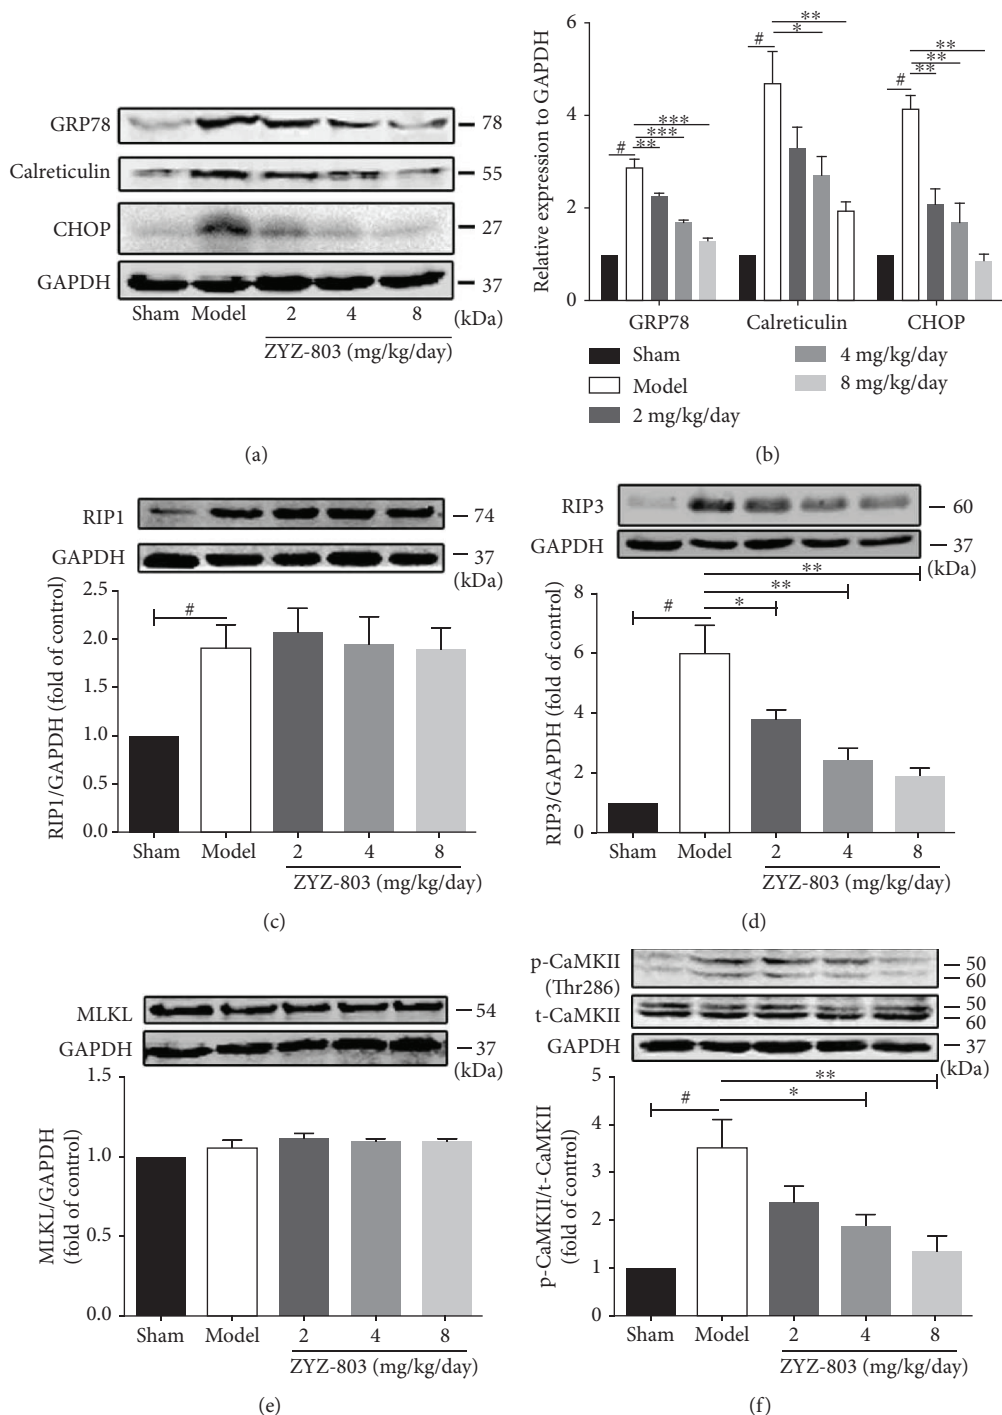 GRP78
78
Calreticulin
55
CHOP
27
GAPDH
37
Sham Model 2 4 8 (kDa)
ZYZ-803 (mg/kg/day)
(a)
Relative expression to GAPDH
6
4
2
0
# ** *** ***
# * **
# ** ** **
GRP78 Calreticulin CHOP
Sham
Model
2 mg/kg/day
4 mg/kg/day
8 mg/kg/day
(b)
RIP1
74
GAPDH
37
(kDa)
RIP1/GAPDH (fold of control)
2.5
2.0
1.5
1.0
0.5
0.0
#
Sham Model 2 4 8
ZYZ-803 (mg/kg/day)
(c)
RIP3
60
GAPDH
37
(kDa)
RIP3/GAPDH (fold of control)
8
6
4
2
0
# * ** **
Sham Model 2 4 8
ZYZ-803 (mg/kg/day)
(d)
MLKL
54
GAPDH
37
(kDa)
MLKL/GAPDH
(fold of control)
1.5
1.0
0.5
0.0
Sham Model 2 4 8
ZYZ-803 (mg/kg/day)
(e)
p-CaMKII
(Thr286)
50
60
t-CaMKII
50
60
GAPDH
37
(kDa)
p-CaMKII/t-CaMKII
(fold of control)
5
4
3
2
1
0
# * **
Sham Model 2 4 8
ZYZ-803 (mg/kg/day)
(f)